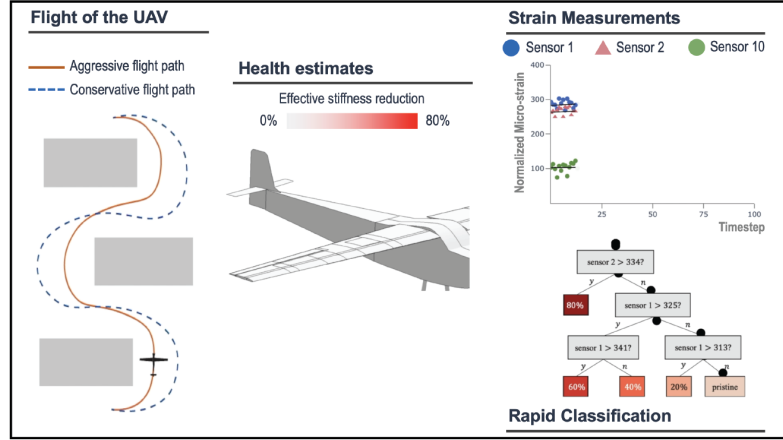 Flight of the UAV
Aggressive flight path
Conservative flight path
Health estimates
Effective stiffness reduction
0%
80%
Strain Measurements
Sensor 1
Sensor 2
Sensor 10
Normalized Micro-strain
400
300
200
100
25
50
75
100
Timestep
sensor 2 > 334?
y
n
80%
sensor 1 > 325?
y
n
sensor 1 > 341?
sensor 1 > 313?
y
n
y
n
60%
40%
20%
pristine
Rapid Classification